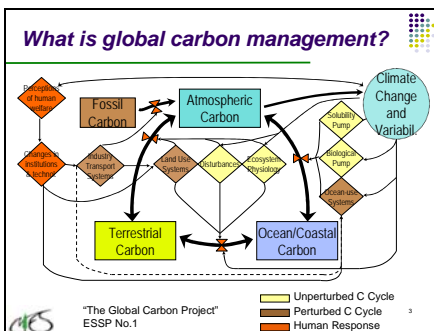 What is global carbon management?
Perceptions
of human
welfare
Fossil
Carbon
Atmospheric
Carbon
Climate
Change
and
Variabil.
Solubility
Pump
Biological
Pump
Ocean-use
Systems
Changes in
institutions
& technol.
Industry
Transport
Systems
Land Use
Systems
Disturbances
Ecosystem
Physiology
Terrestrial
Carbon
Ocean/Coastal
Carbon
"The Global Carbon Project"
ESSP No.1
Unperturbed C Cycle
Perturbed C Cycle
Human Response
3